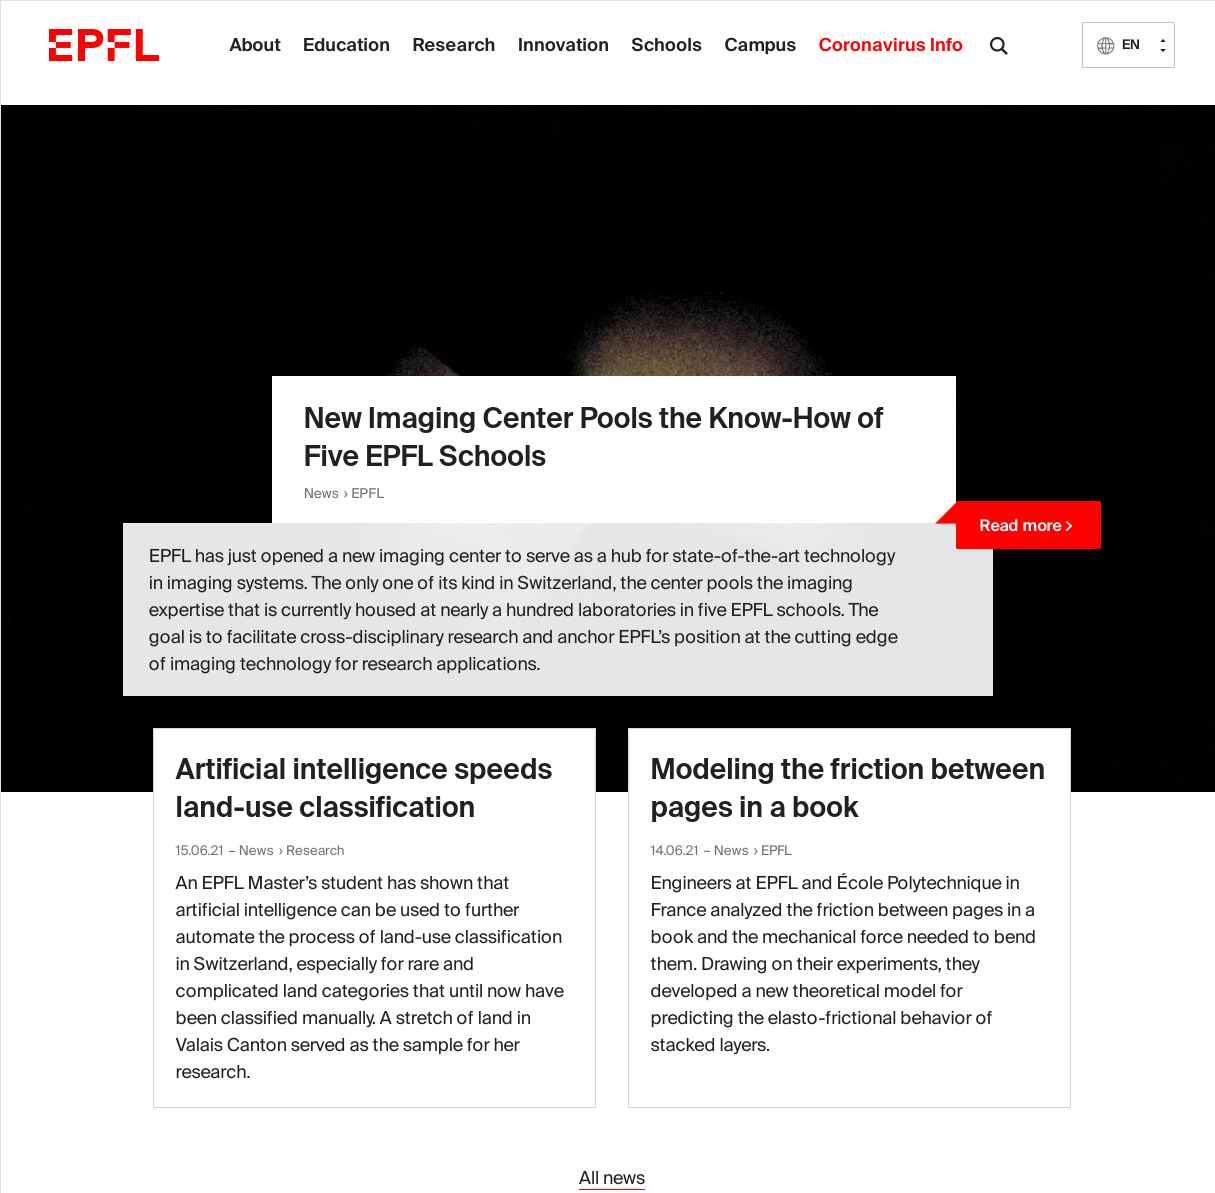 EPFL
About Education Research Innovation Schools Campus Coronavirus Info EN
New Imaging Center Pools the Know-How of
Five EPFL Schools
News › EPFL
Read more
EPFL has just opened a new imaging center to serve as a hub for state-of-the-art technology
in imaging systems. The only one of its kind in Switzerland, the center pools the imaging
expertise that is currently housed at nearly a hundred laboratories in five EPFL schools. The
goal is to facilitate cross-disciplinary research and anchor EPFL’s position at the cutting edge
of imaging technology for research applications.
Artificial intelligence speeds
land-use classification
15.06.21 – News › Research
An EPFL Master’s student has shown that
artificial intelligence can be used to further
automate the process of land-use classification
in Switzerland, especially for rare and
complicated land categories that until now have
been classified manually. A stretch of land in
Valais Canton served as the sample for her
research.
Modeling the friction between
pages in a book
14.06.21 – News › EPFL
Engineers at EPFL and École Polytechnique in
France analyzed the friction between pages in a
book and the mechanical force needed to bend
them. Drawing on their experiments, they
developed a new theoretical model for
predicting the elasto-frictional behavior of
stacked layers.
All news